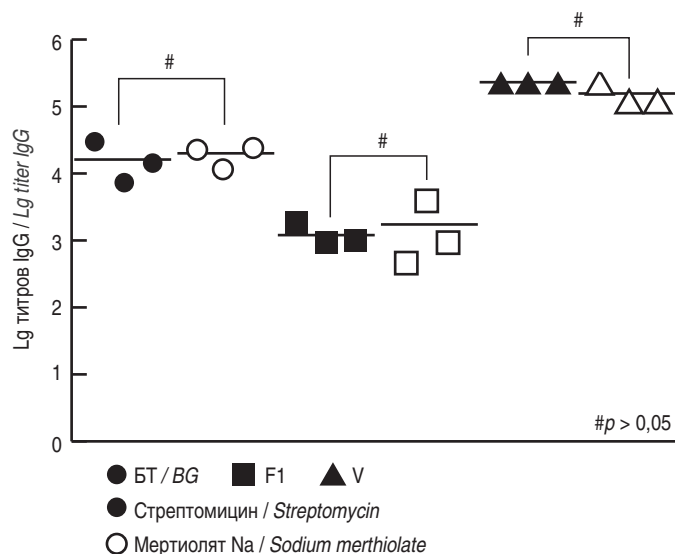 Lg титров IgG / Lg titer IgG
6
5
4
3
2
1
0
#
#
#
#p > 0,05
БТ / BG F1 V
Стрептомицин / Streptomycin
Мертиолят Na / Sodium merthiolate